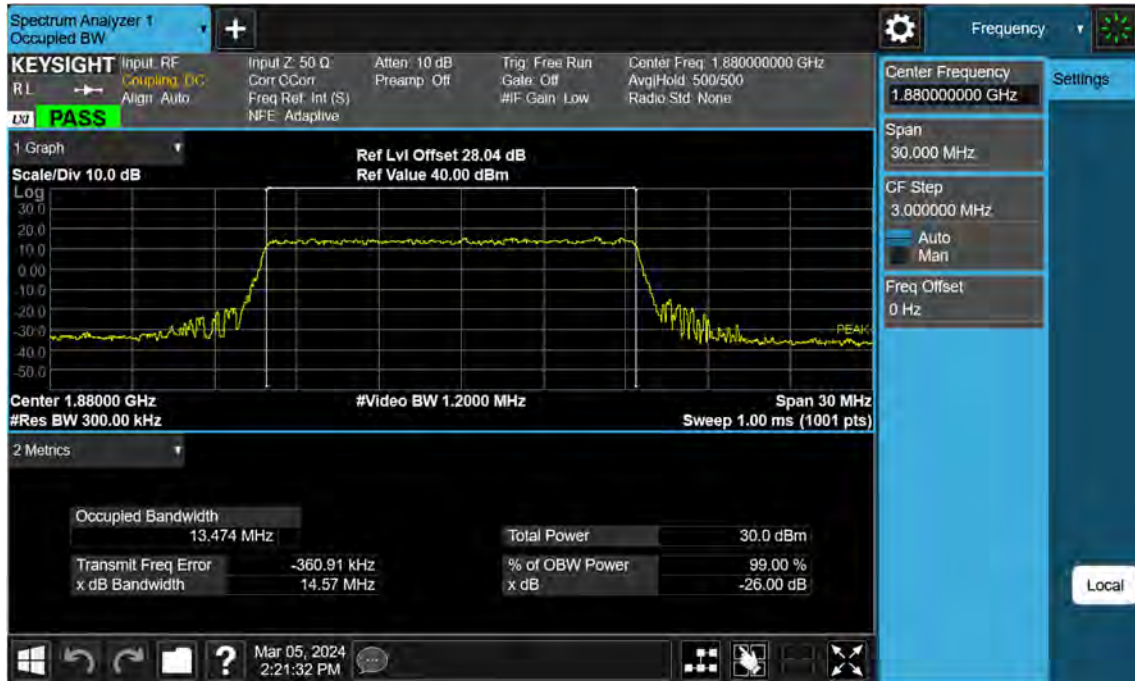 Spectrum Analyzer 1
Occupied BW
+
Frequency
KEYSIGHT
RL
LXI PASS
Input: RF
Coupling: DC
Align: Auto
Input Z: 50 Ω
Corr CCorr
Freq Ref: Int (S)
NFE: Adaptive
Atten: 10 dB
Preamp: Off
Trig: Free Run
Gate: Off
#IF Gain: Low
Center Freq: 1.880000000 GHz
Avg|Hold: 500/500
Radio Std: None
Center Frequency
1.880000000 GHz
Settings
Span
30.000 MHz
CF Step
3.000000 MHz
Auto
Man
Freq Offset
0 Hz
Local
1 Graph
Scale/Div 10.0 dB
Ref Lvl Offset 28.04 dB
Ref Value 40.00 dBm
Log
30.0
20.0
10.0
0.00
-10.0
-20.0
-30.0
-40.0
-50.0
PEAK
Center 1.88000 GHz
#Video BW 1.2000 MHz
Span 30 MHz
#Res BW 300.00 kHz
Sweep 1.00 ms (1001 pts)
2 Metrics
Occupied Bandwidth
13.474 MHz
Total Power 30.0 dBm
Transmit Freq Error -360.91 kHz
% of OBW Power 99.00 %
x dB Bandwidth 14.57 MHz
x dB -26.00 dB
?
Mar 05, 2024
2:21:32 PM